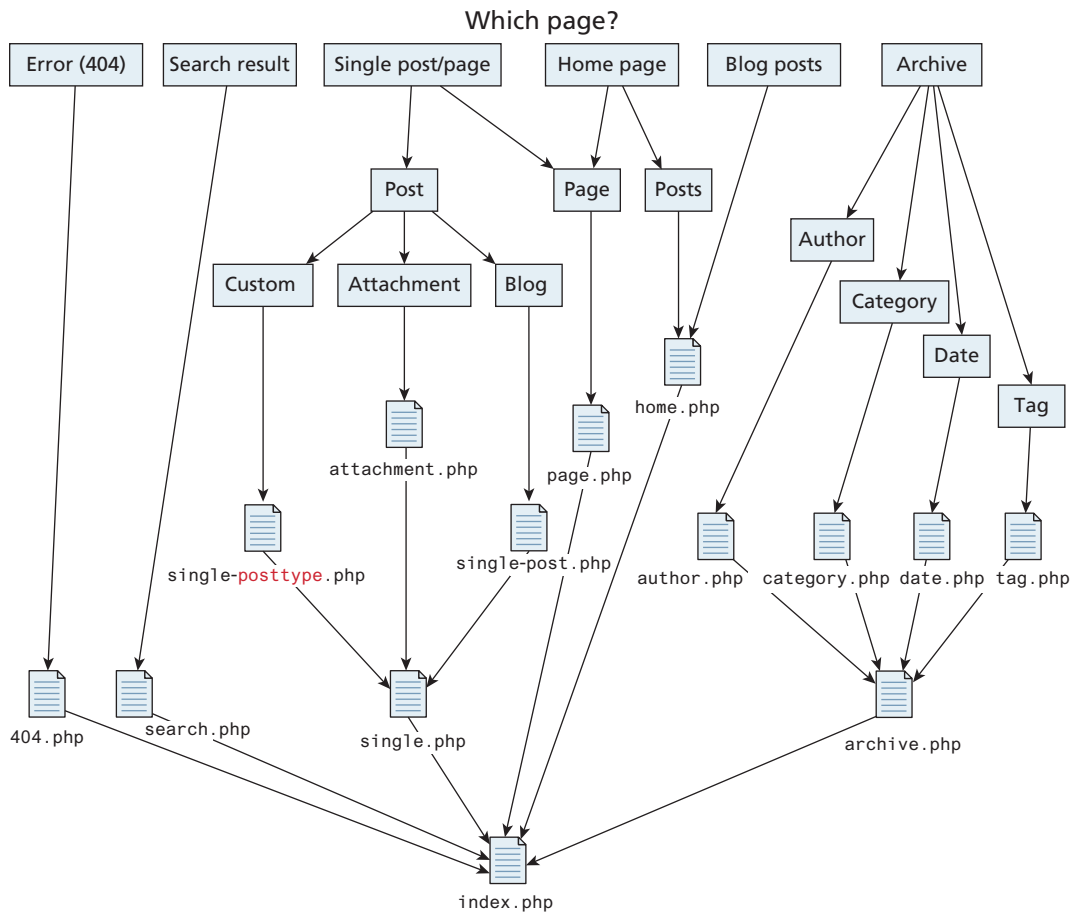 Which page?
Error (404)
Search result
Single post/page
Home page
Blog posts
Archive
Post
Page
Posts
Author
Custom
Attachment
Blog
Category
Date
Tag
home.php
attachment.php
page.php
single-posttype.php
single-post.php
author.php
category.php
date.php
tag.php
404.php
search.php
single.php
archive.php
index.php